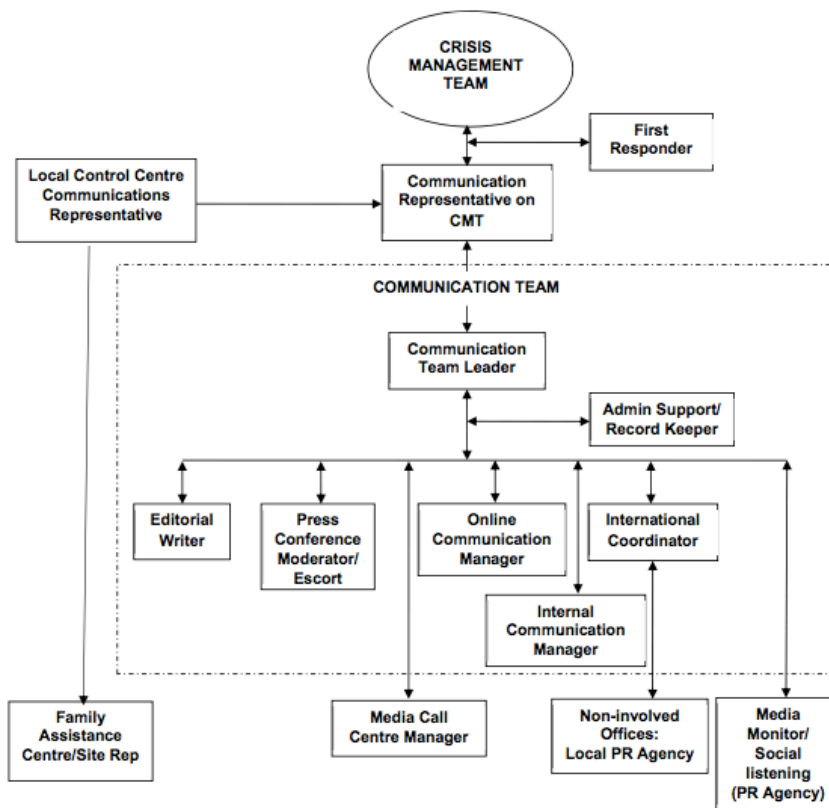 CRISIS
MANAGEMENT
TEAM
First
Responder
Local Control Centre
Communications
Representative
Communication
Representative on
CMT
COMMUNICATION TEAM
Communication
Team Leader
Admin Support/
Record Keeper
Editorial
Writer
Press
Conference
Moderator/
Escort
Online
Communication
Manager
International
Coordinator
Internal
Communication
Manager
Family
Assistance
Centre/Site Rep
Media Call
Centre Manager
Non-involved
Offices:
Local PR Agency
Media
Monitor/
Social
listening
(PR Agency)